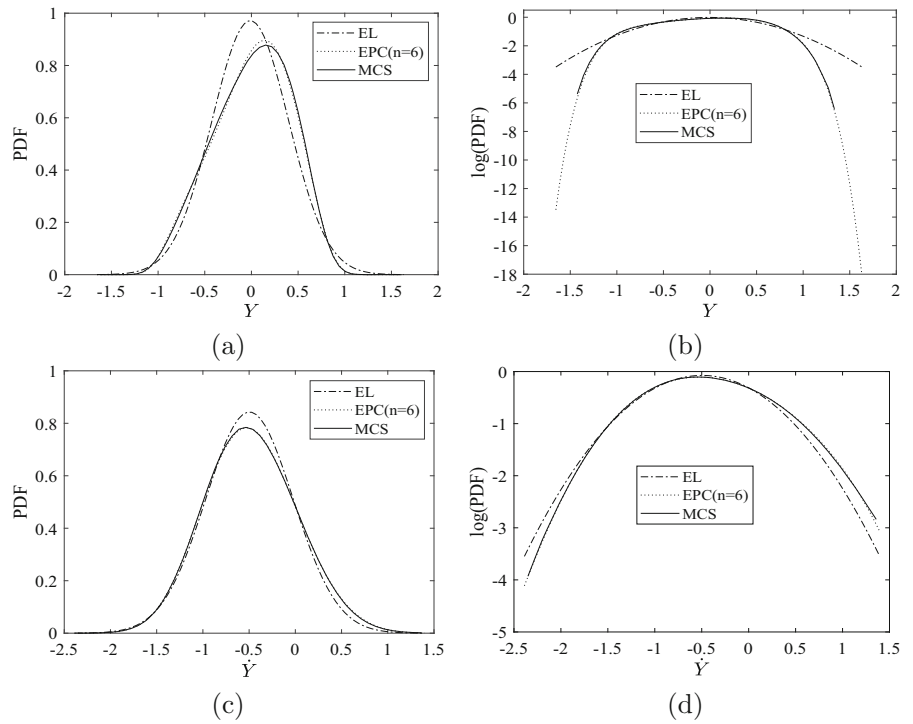 1
0.8
0.6
0.4
0.2
0
PDF
EL
EPC(n=6)
MCS
-2 -1.5 -1 -0.5 0 0.5 1 1.5 2
Y
(a)
-0.0
-2
-4
-6
-8
-10
-12
-14
-16
-18
log(PDF)
EL
EPC(n=6)
MCS
-2 -1.5 -1 -0.5 0 0.5 1 1.5 2
Y
(b)
1
0.8
0.6
0.4
0.2
0
PDF
EL
EPC(n=6)
MCS
-2.5 -2 -1.5 -1 -0.5 0 0.5 1 1.5
Ẏ
(c)
0
-1
-2
-3
-4
-5
log(PDF)
EL
EPC(n=6)
MCS
-2.5 -2 -1.5 -1 -0.5 0 0.5 1 1.5
Ẏ
(d)